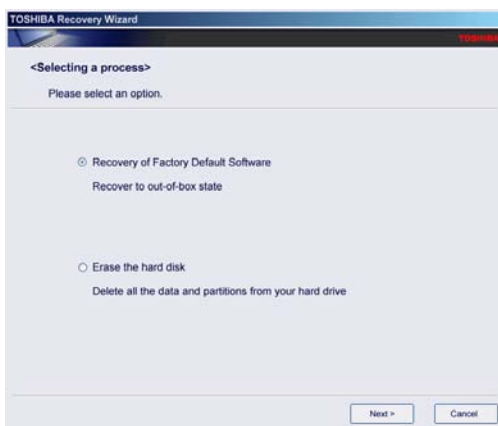 TOSHIBA Recovery Wizard
TOSHIBA
<Selecting a process>
Please select an option.
Recovery of Factory Default Software
Recover to out-of-box state
Erase the hard disk
Delete all the data and partitions from your hard drive
Next >
Cancel